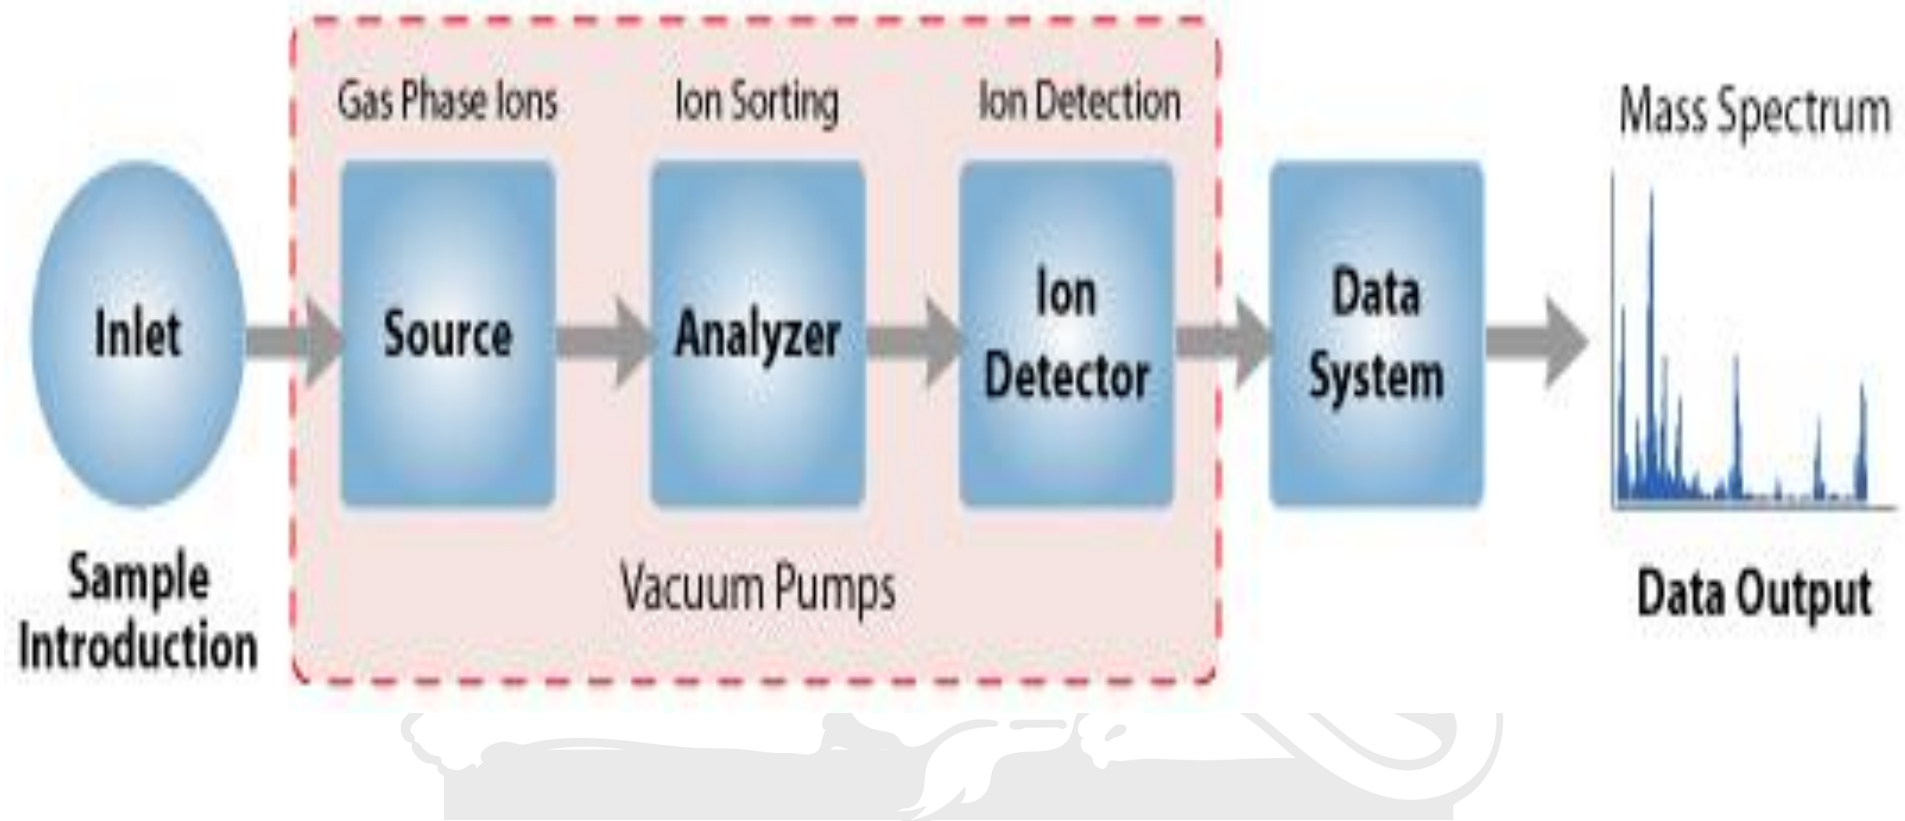 Gas Phase Ions
Ion Sorting
Ion Detection
Mass Spectrum
Inlet
Source
Analyzer
Ion
Detector
Data
System
Sample
Introduction
Vacuum Pumps
Data Output